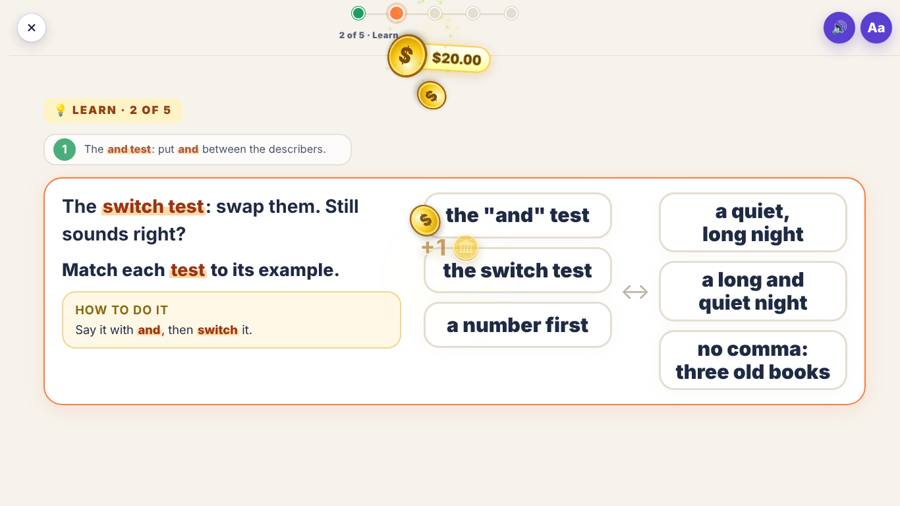 2 of 5 · Learn
$20.00
LEARN · 2 OF 5
1 The and test: put and between the describers.
The switch test: swap them. Still
sounds right?
Match each test to its example.
HOW TO DO IT
Say it with and, then switch it.
+1
the "and" test
the switch test
a number first
a quiet,
long night
a long and
quiet night
no comma:
three old books
Aa